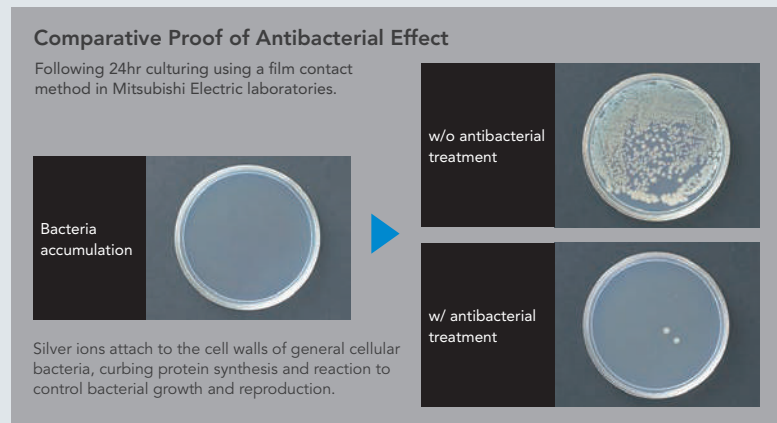 Comparative Proof of Antibacterial Effect
Following 24hr culturing using a film contact
method in Mitsubishi Electric laboratories.
Bacteria
accumulation
w/o antibacterial
treatment
w/ antibacterial
treatment
Silver ions attach to the cell walls of general cellular
bacteria, curbing protein synthesis and reaction to
control bacterial growth and reproduction.